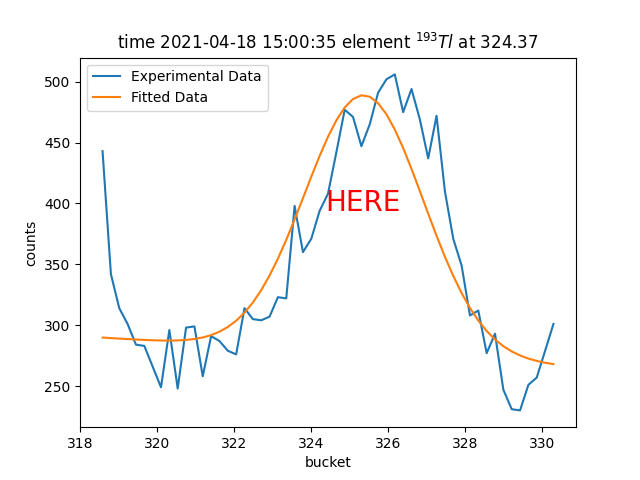 time 2021-04-18 15:00:35 element ¹⁹³Tl at 324.37
Experimental Data
Fitted Data
500
450
400
350
300
250
counts
HERE
318
320
322
324
326
328
330
bucket